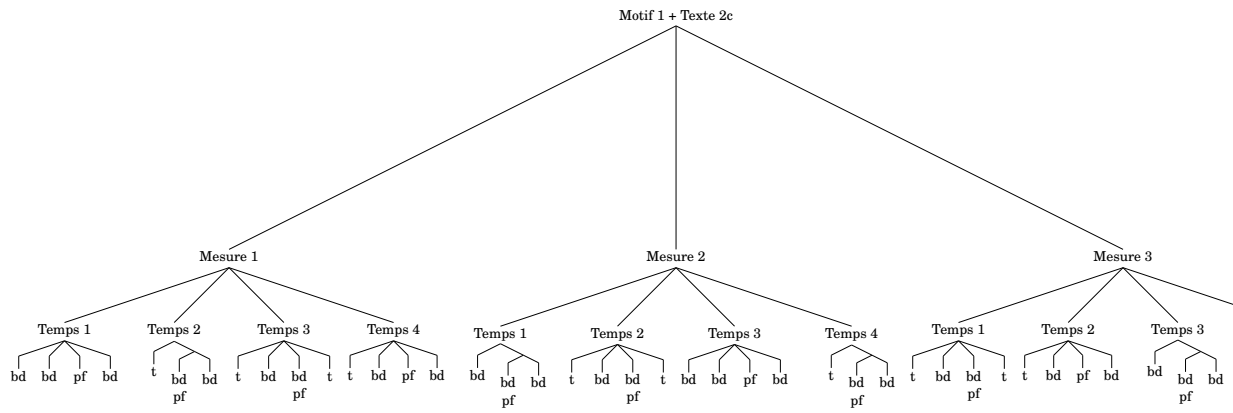 Motif 1 + Texte 2c
Mesure 1 Mesure 2 Mesure 3
Temps 1 Temps 2 Temps 3 Temps 4 Temps 1 Temps 2 Temps 3 Temps 4 Temps 1 Temps 2 Temps 3
bd bd pf bd t bd bd t bd bd t t bd pf bd bd bd bd t bd bd t bd bd pf bd t bd bd t bd bd t t bd pf bd bd bd bd
pf pf pf pf pf pf pf